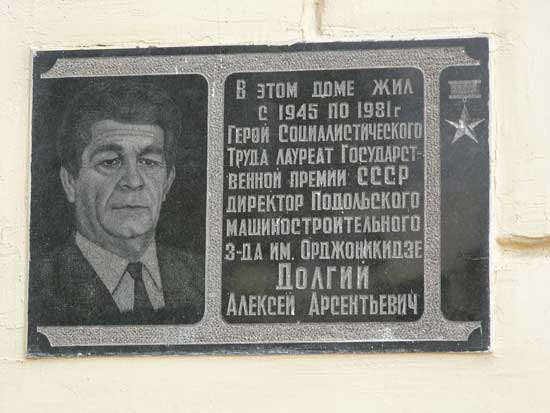 В ЭТОМ ДОМЕ ЖИЛ
С 1945 ПО 1981г
ГЕРОЙ СОЦИАЛИСТИЧЕСКОГО
ТРУДА ЛАУРЕАТ ГОСУДАРСТ-
ВЕННОЙ ПРЕМИИ СССР
ДИРЕКТОР ПОДОЛЬСКОГО
МАШИНОСТРОИТЕЛЬНОГО
З-ДА ИМ. ОРДЖОНИКИДЗЕ
ДОЛГИЙ
АЛЕКСЕЙ АРСЕНТЬЕВИЧ